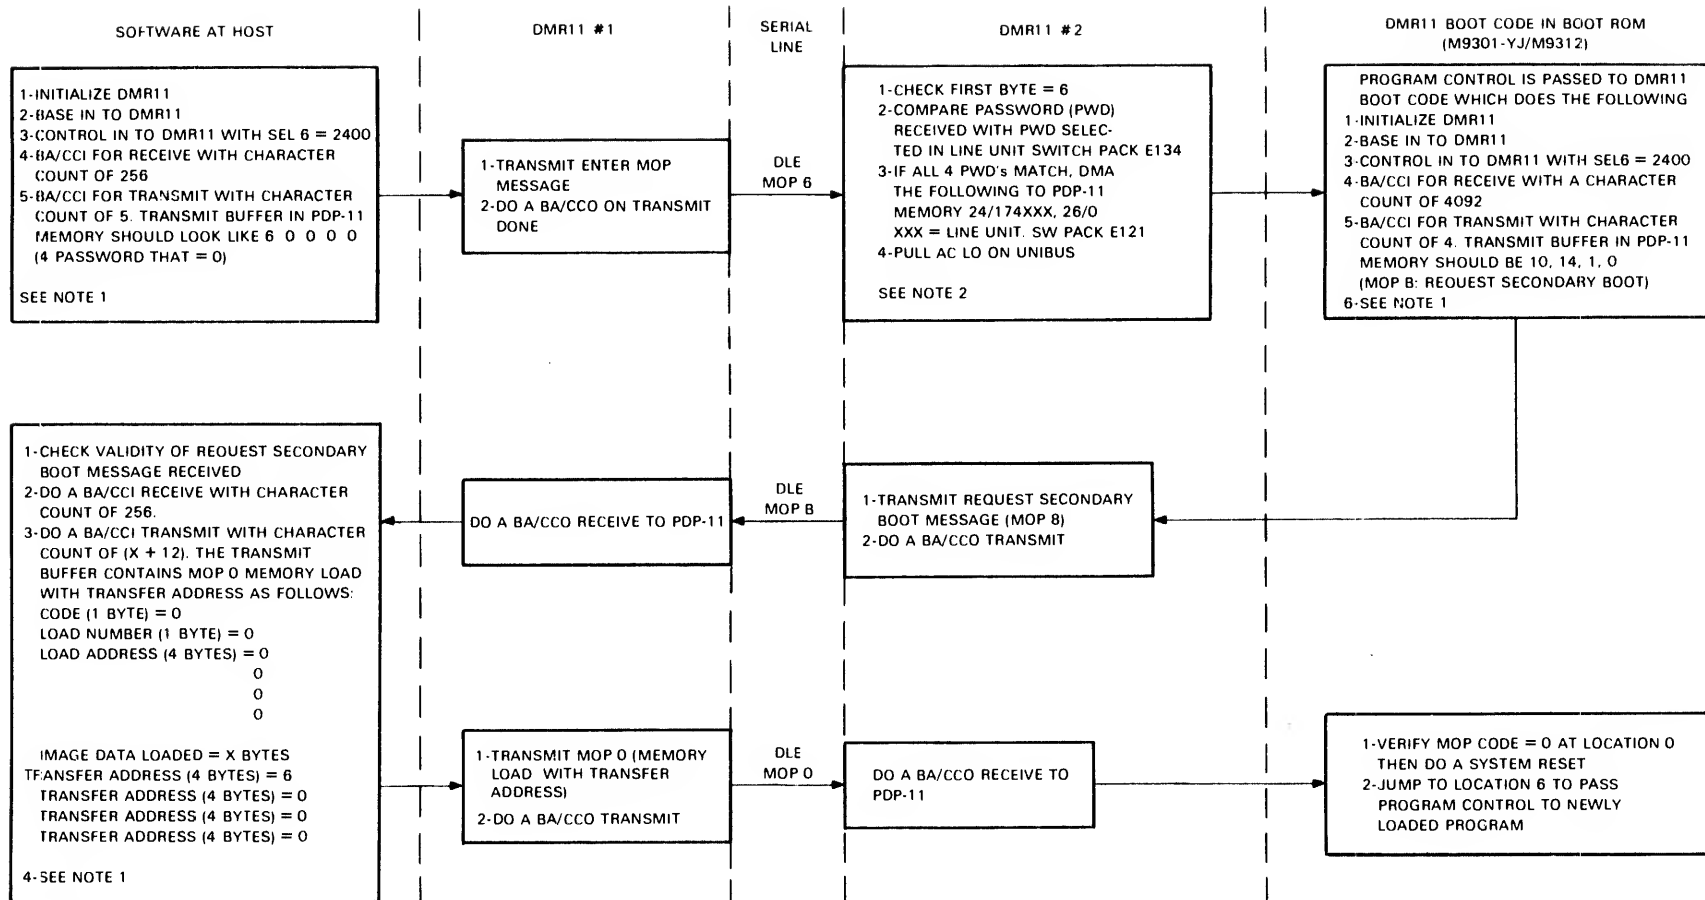 SOFTWARE AT HOST
DMR11 #1
SERIAL
LINE
DMR11 #2
DMR11 BOOT CODE IN BOOT ROM
(M9301-YJ/M9312)
1-INITIALIZE DMR11
2-BASE IN TO DMR11
3-CONTROL IN TO DMR11 WITH SEL 6 = 2400
4-BA/CCI FOR RECEIVE WITH CHARACTER
COUNT OF 256
5-BA/CCI FOR TRANSMIT WITH CHARACTER
COUNT OF 5. TRANSMIT BUFFER IN PDP-11
MEMORY SHOULD LOOK LIKE 6 0 0 0 0
(4 PASSWORD THAT = 0)
SEE NOTE 1
1-TRANSMIT ENTER MOP
MESSAGE
2-DO A BA/CCO ON TRANSMIT
DONE
DLE
MOP 6
1-CHECK FIRST BYTE = 6
2-COMPARE PASSWORD (PWD)
RECEIVED WITH PWD SELEC-
TED IN LINE UNIT SWITCH PACK E134
3-IF ALL 4 PWD's MATCH, DMA
THE FOLLOWING TO PDP-11
MEMORY 24/174XXX, 26/0
XXX = LINE UNIT. SW PACK E121
4-PULL AC LO ON UNIBUS
SEE NOTE 2
PROGRAM CONTROL IS PASSED TO DMR11
BOOT CODE WHICH DOES THE FOLLOWING
1-INITIALIZE DMR11
2-BASE IN TO DMR11
3-CONTROL IN TO DMR11 WITH SEL6 = 2400
4-BA/CCI FOR RECEIVE WITH A CHARACTER
COUNT OF 4092
5-BA/CCI FOR TRANSMIT WITH CHARACTER
COUNT OF 4. TRANSMIT BUFFER IN PDP-11
MEMORY SHOULD BE 10, 14, 1, 0
(MOP B: REQUEST SECONDARY BOOT)
6-SEE NOTE 1
1-CHECK VALIDITY OF REQUEST SECONDARY
BOOT MESSAGE RECEIVED
2-DO A BA/CCI RECEIVE WITH CHARACTER
COUNT OF 256.
3-DO A BA/CCI TRANSMIT WITH CHARACTER
COUNT OF (X + 12). THE TRANSMIT
BUFFER CONTAINS MOP 0 MEMORY LOAD
WITH TRANSFER ADDRESS AS FOLLOWS:
CODE (1 BYTE) = 0
LOAD NUMBER (1 BYTE) = 0
LOAD ADDRESS (4 BYTES) = 0
0
0
0
IMAGE DATA LOADED = X BYTES
TRANSFER ADDRESS (4 BYTES) = 6
TRANSFER ADDRESS (4 BYTES) = 0
TRANSFER ADDRESS (4 BYTES) = 0
TRANSFER ADDRESS (4 BYTES) = 0
4-SEE NOTE 1
DO A BA/CCO RECEIVE TO PDP-11
DLE
MOP B
1-TRANSMIT REQUEST SECONDARY
BOOT MESSAGE (MOP 8)
2-DO A BA/CCO TRANSMIT
1-TRANSMIT MOP 0 (MEMORY
LOAD WITH TRANSFER
ADDRESS)
2-DO A BA/CCO TRANSMIT
DLE
MOP 0
DO A BA/CCO RECEIVE TO
PDP-11
1-VERIFY MOP CODE = 0 AT LOCATION 0
THEN DO A SYSTEM RESET
2-JUMP TO LOCATION 6 TO PASS
PROGRAM CONTROL TO NEWLY
LOADED PROGRAM